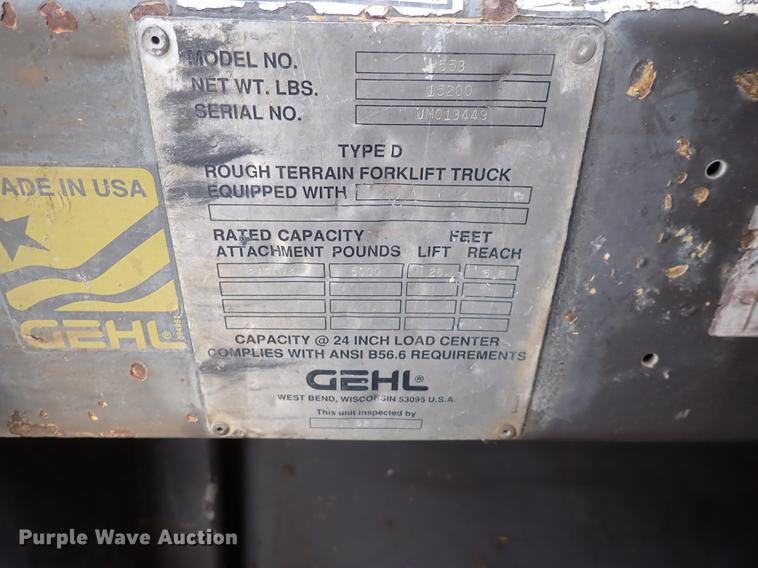 MODEL NO. 553
NET WT. LBS. 15200
SERIAL NO. JM013449
TYPE D
ROUGH TERRAIN FORKLIFT TRUCK
EQUIPPED WITH
RATED CAPACITY FEET
ATTACHMENT POUNDS LIFT REACH
CAPACITY @ 24 INCH LOAD CENTER
COMPLIES WITH ANSI B56.6 REQUIREMENTS
GEHL®
WEST BEND, WISCONSIN 53095 U.S.A.
This unit inspected by
MADE IN USA
GEHL®
Purple Wave Auction